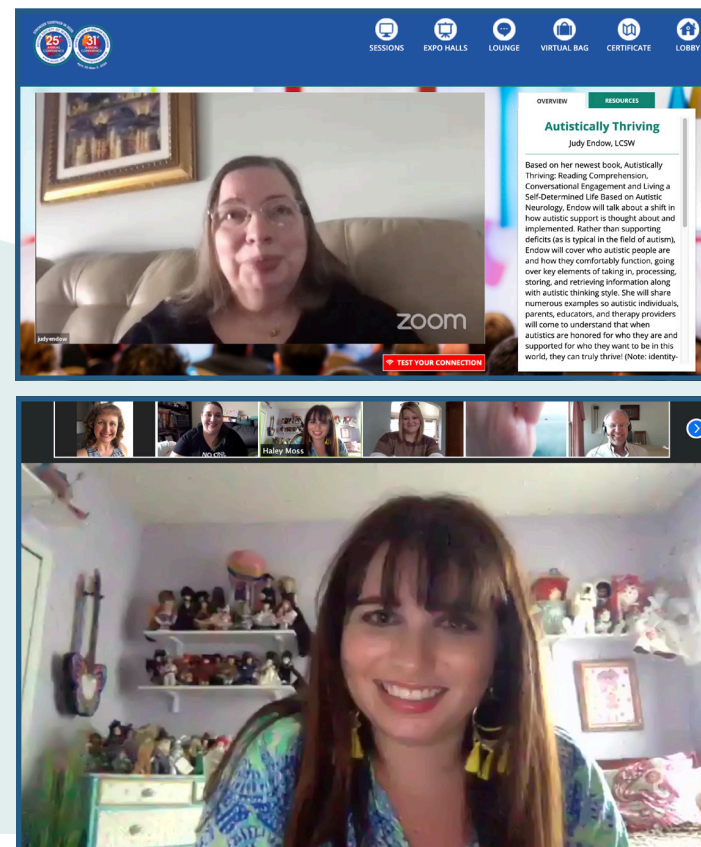 25th
ANNUAL
CONFERENCE
31st
ANNUAL
CONFERENCE
SESSIONS
EXPO HALLS
LOUNGE
VIRTUAL BAG
CERTIFICATE
LOBBY
OVERVIEW
RESOURCES
Autistically Thriving
Judy Endow, LCSW
Based on her newest book, Autistically
Thriving: Reading Comprehension,
Conversational Engagement and Living a
Self-Determined Life Based on Autistic
Neurology, Endow will talk about a shift in
how autistic support is thought about and
implemented. Rather than supporting
deficits (as is typical in the field of autism),
Endow will cover who autistic people are
and how they comfortably function, going
over key elements of taking in, processing,
storing, and retrieving information along
with autistic thinking style. She will share
numerous examples so autistic individuals,
parents, educators, and therapy providers
will come to understand that when
autistics are honored for who they are and
supported for who they want to be in this
world, they can truly thrive! (Note: identity-
zoom
judyendow
TEST YOUR CONNECTION
Haley Moss